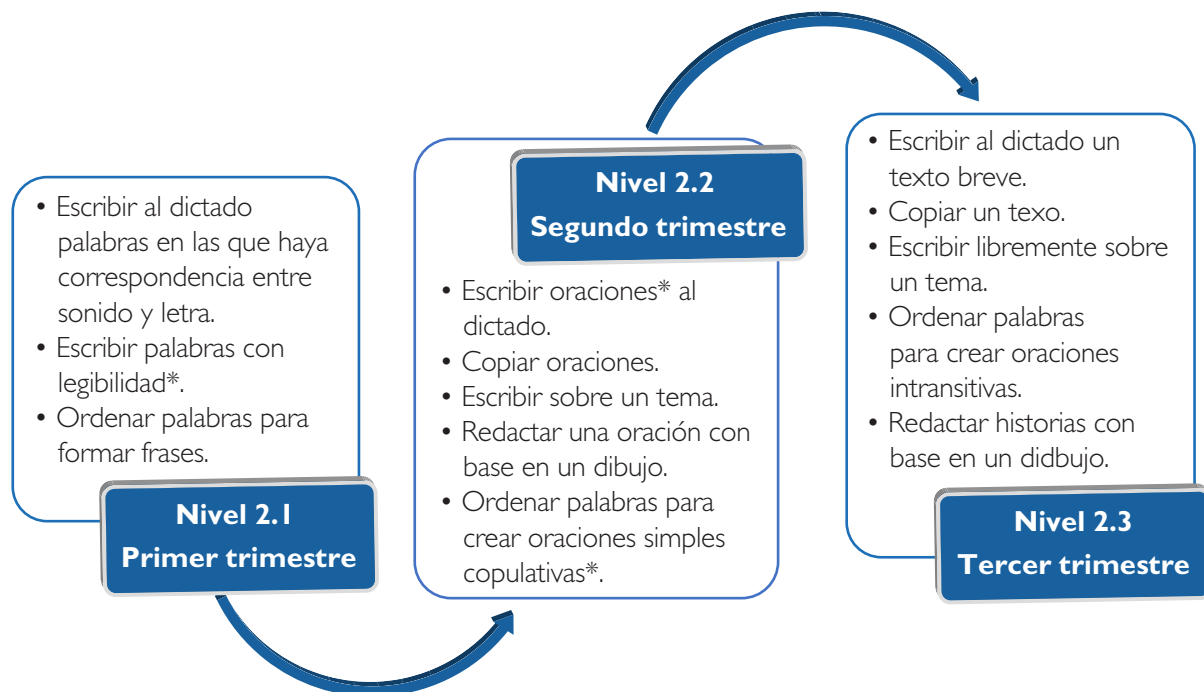 • Escribir al dictado
palabras en las que haya
correspondencia entre
sonido y letra.
• Escribir palabras con
legibilidad*.
• Ordenar palabras para
formar frases.
Nivel 2.1
Primer trimestre
Nivel 2.2
Segundo trimestre
• Escribir oraciones* al
dictado.
• Copiar oraciones.
• Escribir sobre un tema.
• Redactar una oración con
base en un dibujo.
• Ordenar palabras para
crear oraciones simples
copulativas*.
• Escribir al dictado un
texto breve.
• Copiar un texo.
• Escribir libremente sobre
un tema.
• Ordenar palabras
para crear oraciones
intransitivas.
• Redactar historias con
base en un didbujo.
Nivel 2.3
Tercer trimestre